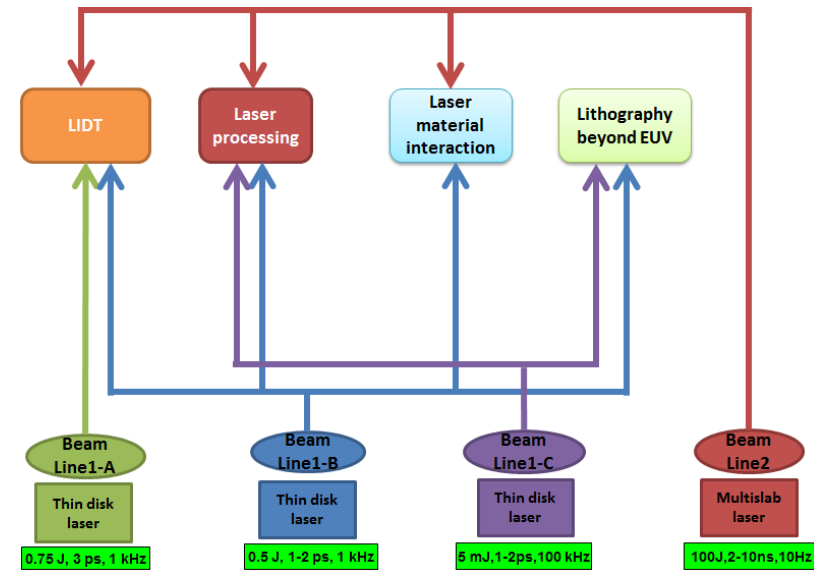 LIDT
Laser
processing
Laser
material
interaction
Lithography
beyond EUV
Beam
Line1-A
Beam
Line1-B
Beam
Line1-C
Beam
Line2
Thin disk
laser
Thin disk
laser
Thin disk
laser
Multislab
laser
0.75 J, 3 ps, 1 kHz
0.5 J, 1-2 ps, 1 kHz
5 mJ,1-2ps,100 kHz
100J,2-10ns,10Hz